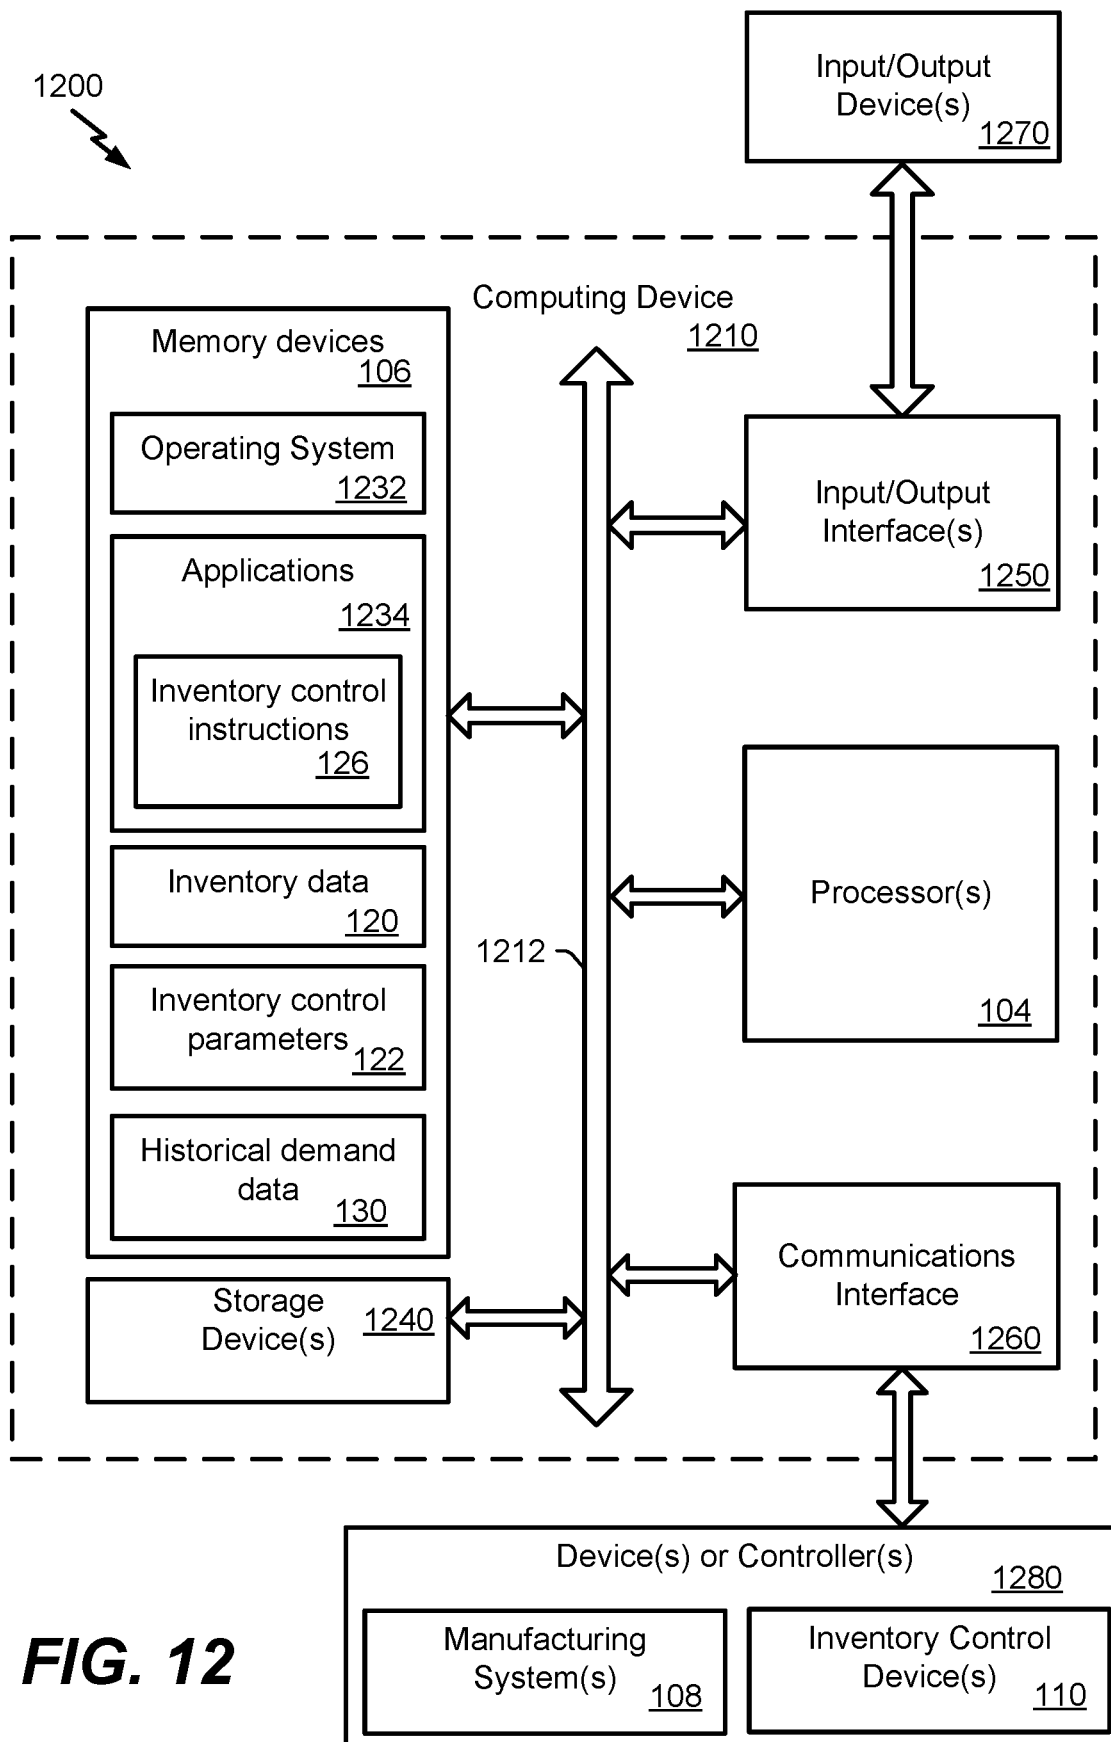 1200
Input/Output
Device(s)
1270
Computing Device
1210
Memory devices
106
Operating System
1232
Applications
1234
Inventory control
instructions
126
Inventory data
120
Inventory control
parameters
122
Historical demand
data
130
Storage
Device(s)
1240
1212
Input/Output
Interface(s)
1250
Processor(s)
104
Communications
Interface
1260
Device(s) or Controller(s)
1280
Manufacturing
System(s)
108
Inventory Control
Device(s)
110
FIG. 12